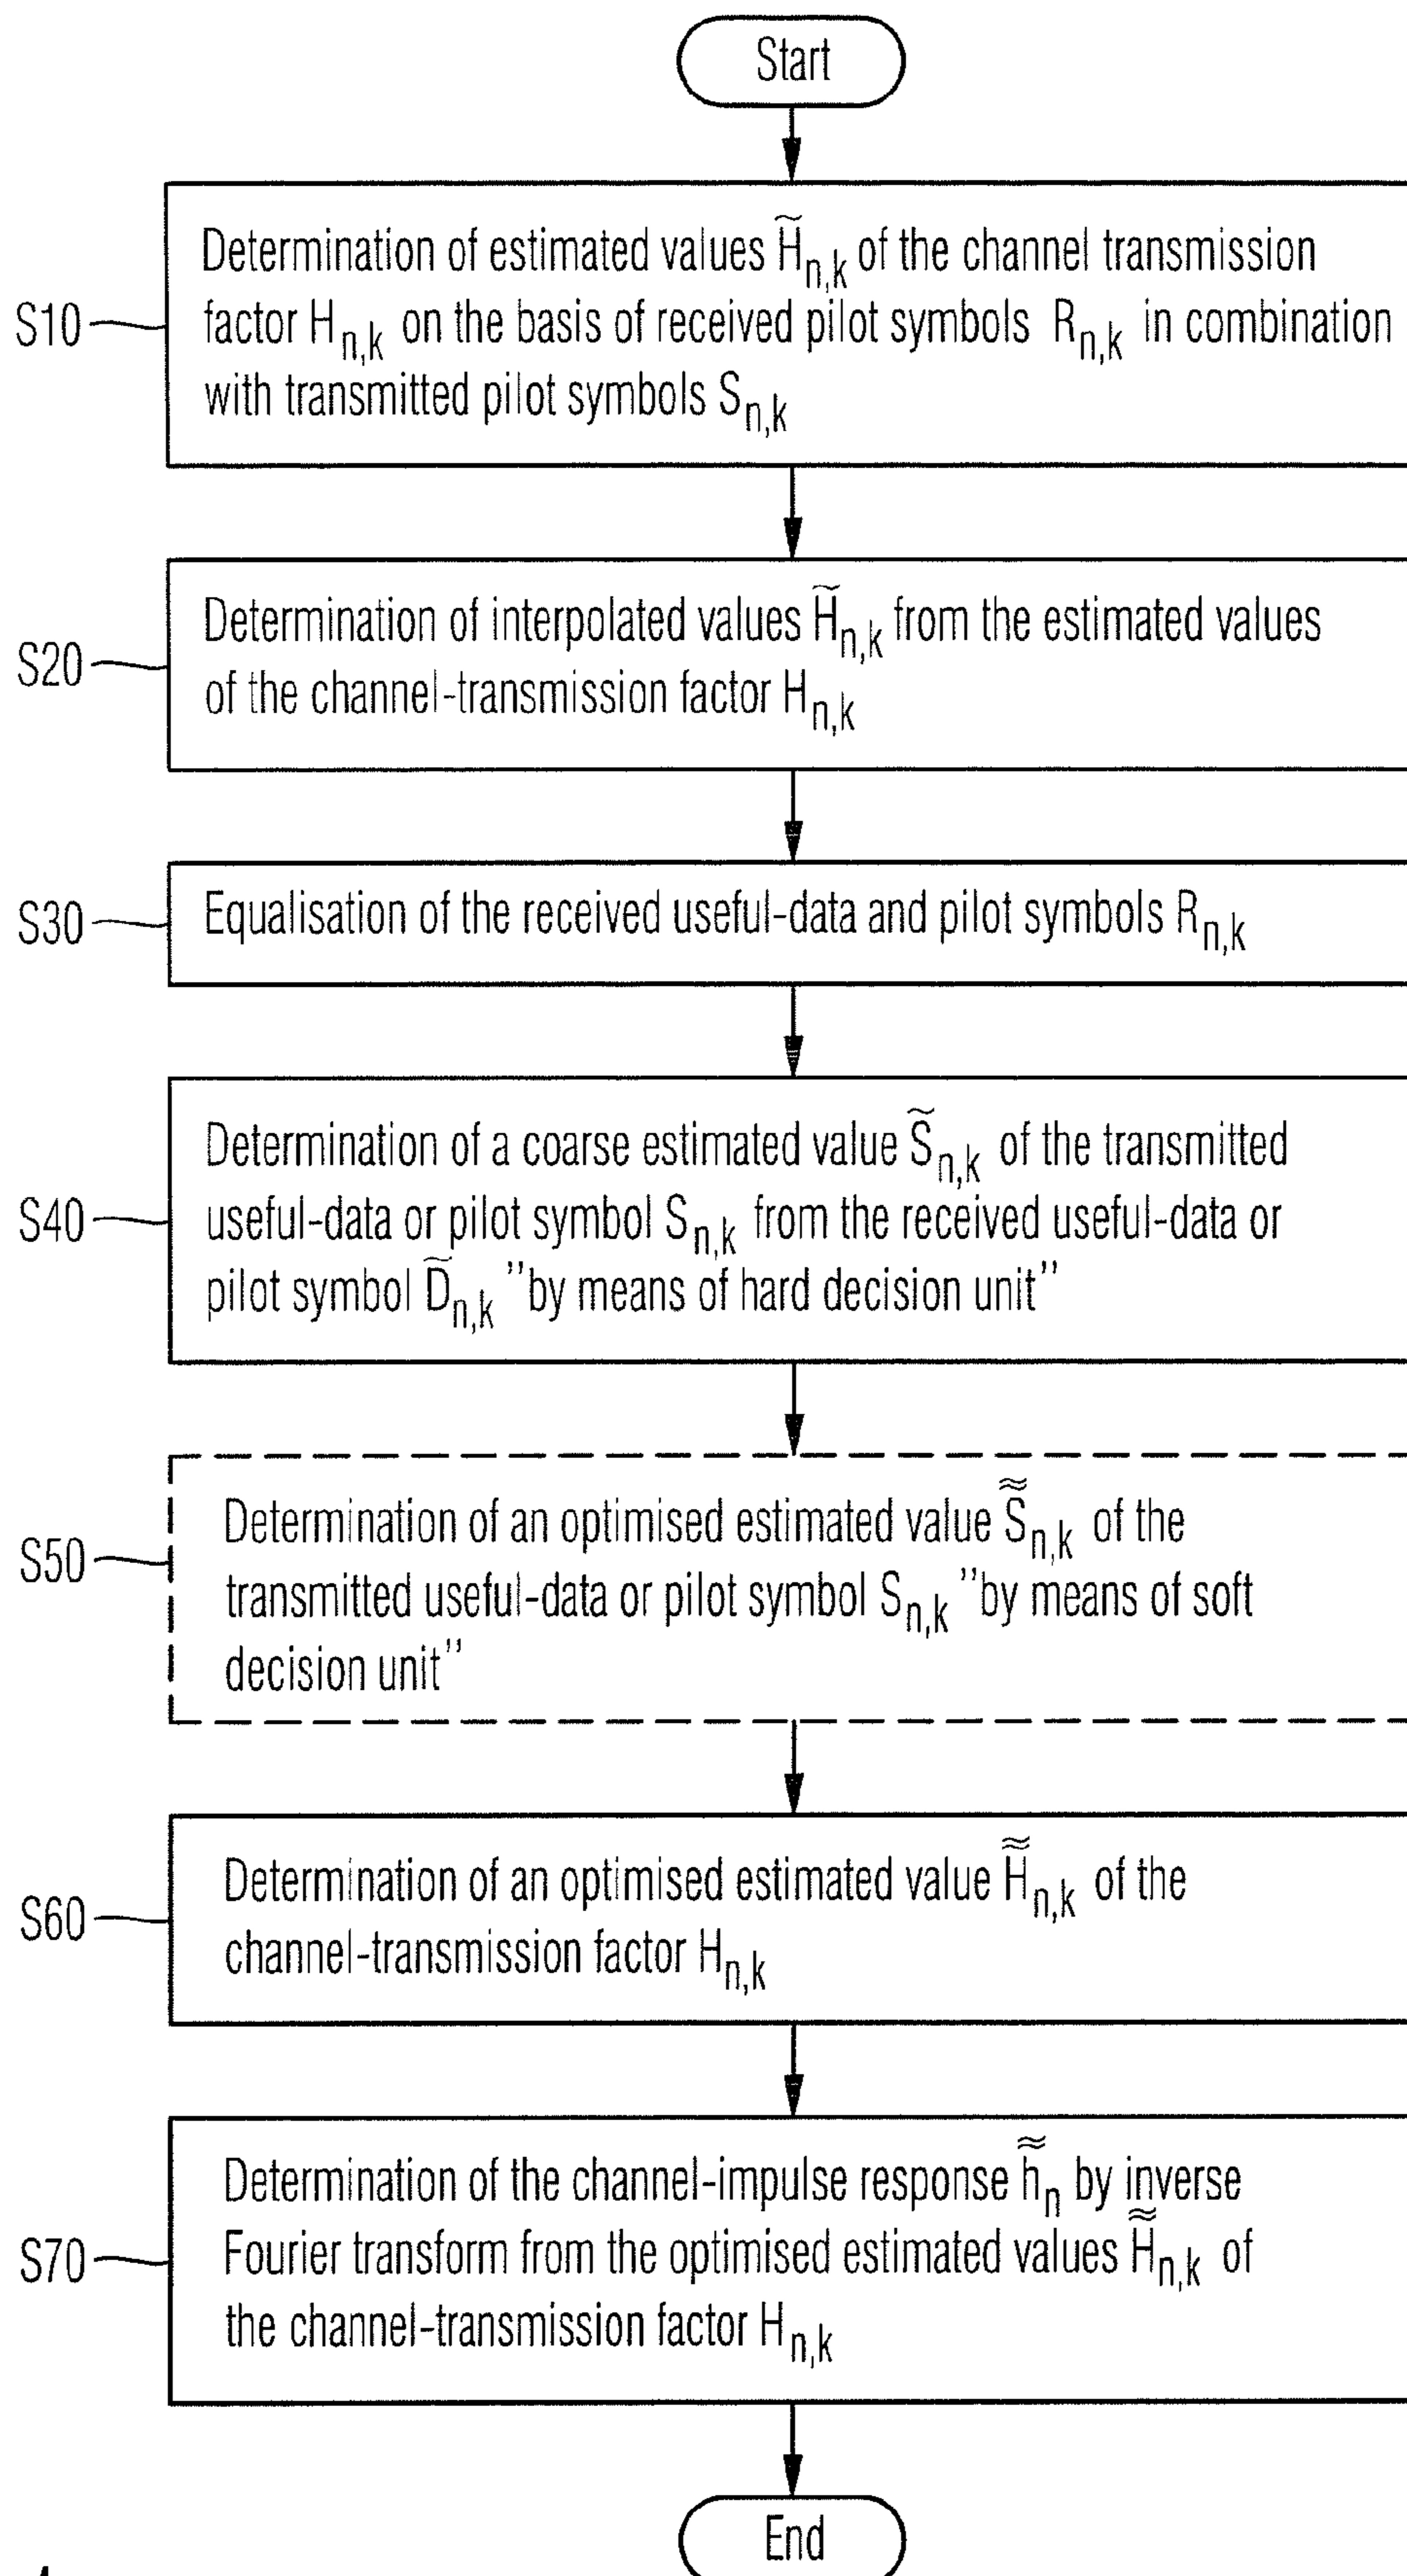 Start
Determination of estimated values H̃n,k of the channel transmission
S10
factor Hn,k on the basis of received pilot symbols Rn,k in combination
with transmitted pilot symbols Sn,k
Determination of interpolated values H̃n,k from the estimated values
S20
of the channel-transmission factor Hn,k
S30
Equalisation of the received useful-data and pilot symbols Rn,k
Determination of a coarse estimated value S̃n,k of the transmitted
S40
useful-data or pilot symbol Sn,k from the received useful-data or
pilot symbol D̃n,k "by means of hard decision unit"
Determination of an optimised estimated value S̃̃n,k of the
S50
transmitted useful-data or pilot symbol Sn,k "by means of soft
decision unit"
Determination of an optimised estimated value H̃̃n,k of the
S60
channel-transmission factor Hn,k
Determination of the channel-impulse response h̃̃n by inverse
S70
Fourier transform from the optimised estimated values H̃̃n,k of
the channel-transmission factor Hn,k
End